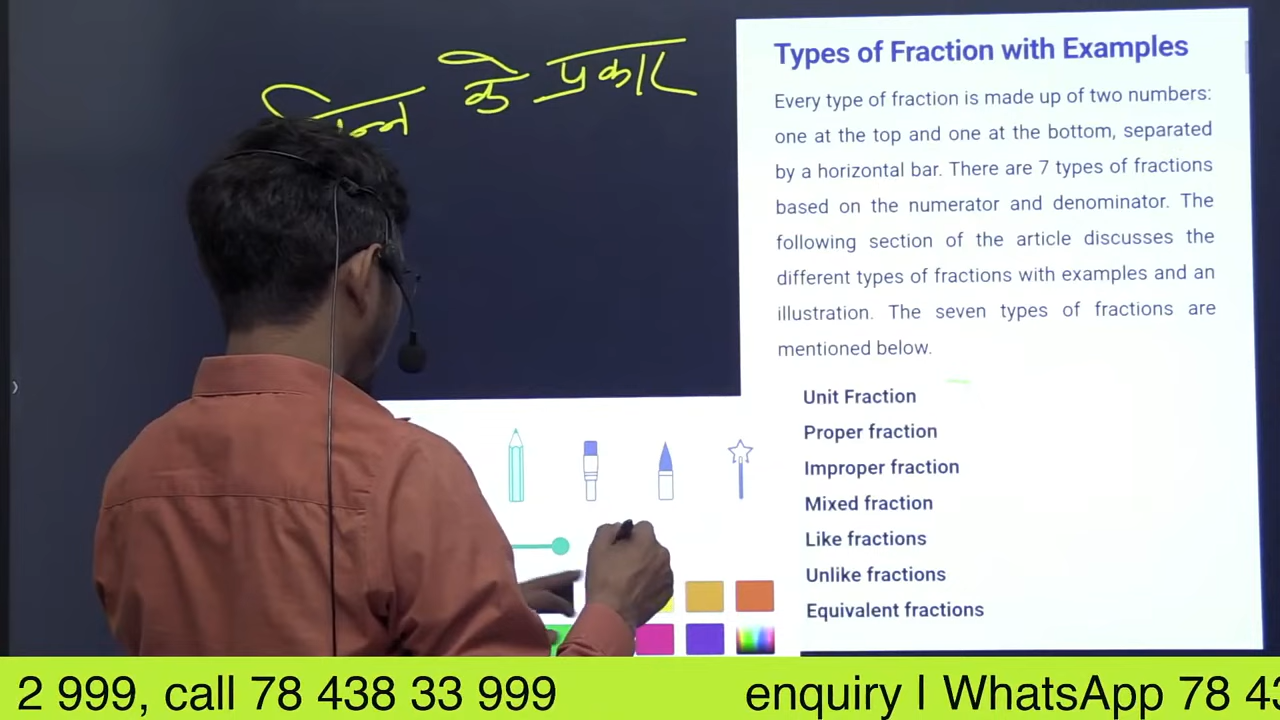 के प्रकार
Types of Fraction with Examples
Every type of fraction is made up of two numbers:
one at the top and one at the bottom, separated
by a horizontal bar. There are 7 types of fractions
based on the numerator and denominator. The
following section of the article discusses the
different types of fractions with examples and an
illustration. The seven types of fractions are
mentioned below.
Unit Fraction
Proper fraction
Improper fraction
Mixed fraction
Like fractions
Unlike fractions
Equivalent fractions
2 999, call 78 438 33 999 enquiry l WhatsApp 78 43